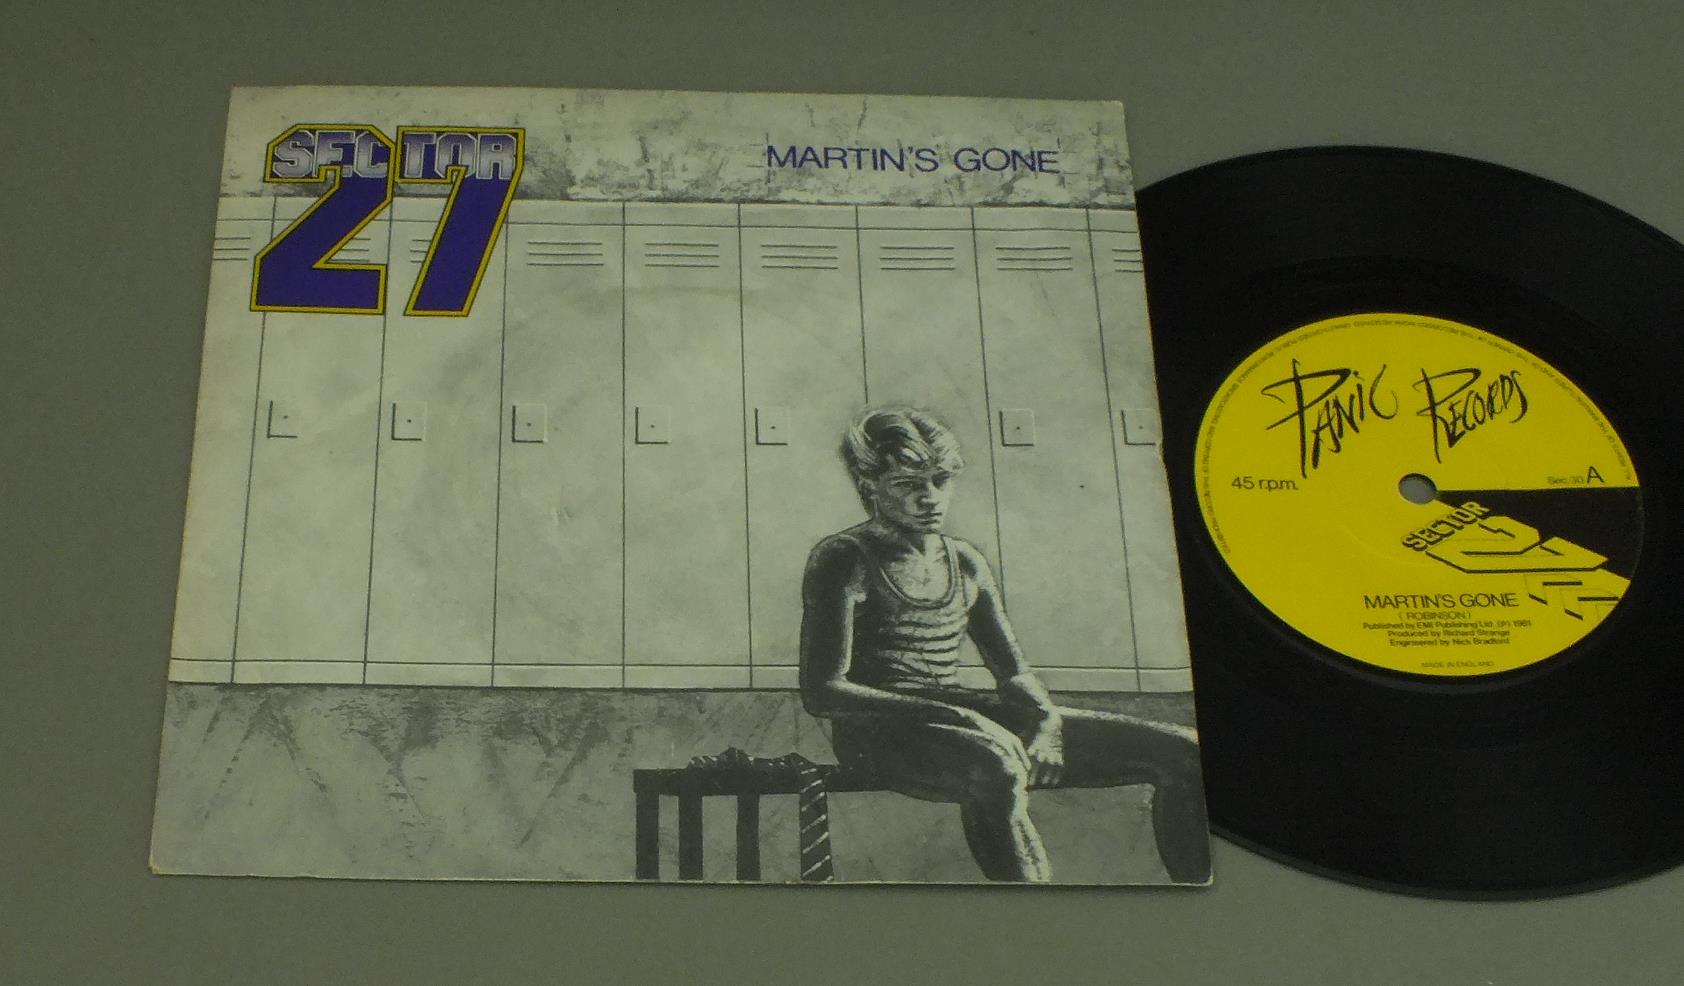 SECTOR
27
MARTIN'S GONE
PANIC RECORDS
45 r.p.m.
Sec. 30 A
SECTOR
27
MARTIN'S GONE
( ROBINSON )
Published by EMI Publishing Ltd. (P) 1981
Produced by Richard Strange
Engineered by Nick Bradford
MADE IN ENGLAND